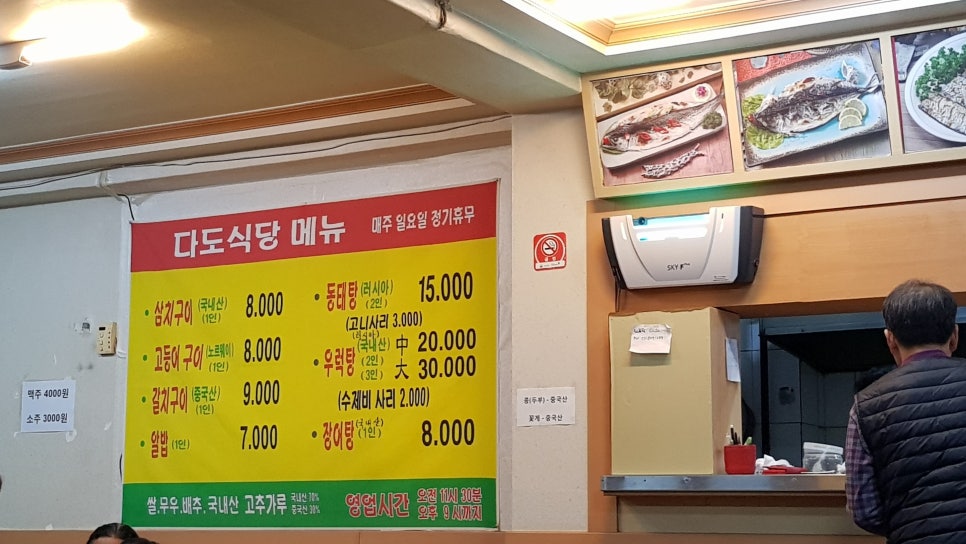 다도식당 메뉴 매주 일요일 정기휴무
삼치구이 (국내산) (1인) 8.000
고등어 구이 (노르웨이) (1인) 8.000
갈치구이 (중국산) (1인) 9.000
알밥 (1인) 7.000
동태탕 (러시아) (2인) 15.000
(고니사리 3.000)
우럭탕 (국내산) (2인) 中 20.000
(3인) 大 30.000
(수제비 사리 2.000)
장어탕 (1인) 8.000
쌀.무우.배추. 국내산 고추가루 국내산 70% 중국산 30%
영업시간 오전 11시 30분
오후 9시까지
맥주 4000원
소주 3000원
콩(두부) - 중국산
꽃게 - 중국산
SKY